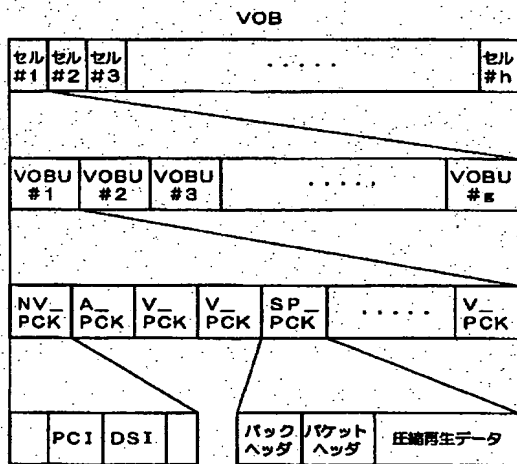 VOB
セル セル セル ・・・・・ セル
#1 #2 #3 #h
VOBU VOBU VOBU ・・・・・ VOBU
#1 #2 #3 #g
NV_ A_ V_ V_ SP_ ・・・・・ V_
PCK PCK PCK PCK PCK PCK
PCI DSI パック パケット 圧縮再生データ
ヘッダ ヘッダ